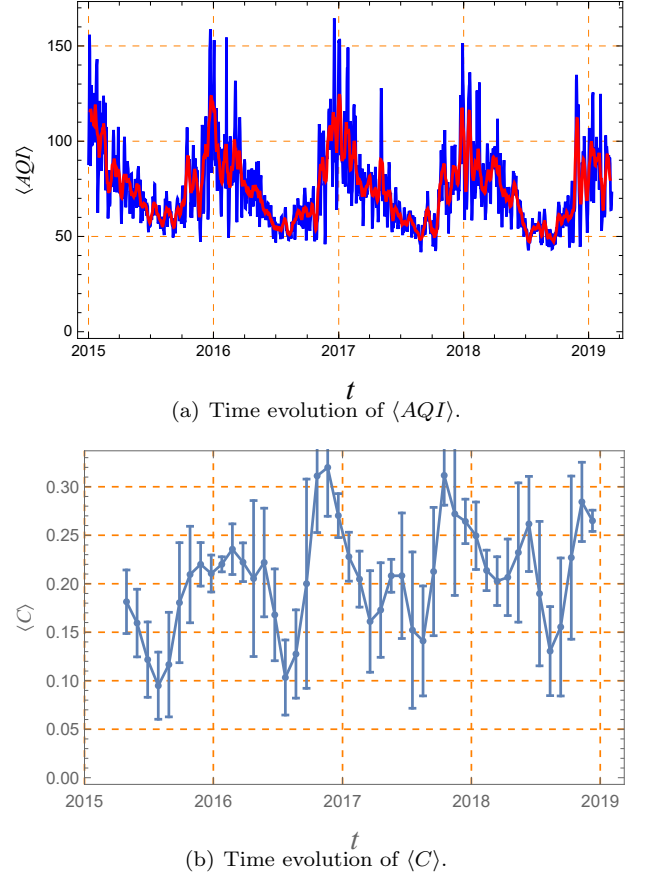 150
100
50
0
⟨AQI⟩
2015 2016 2017 2018 2019
t
(a) Time evolution of ⟨AQI⟩.
0.30
0.25
0.20
0.15
0.10
0.05
0.00
⟨C⟩
2015 2016 2017 2018 2019
t
(b) Time evolution of ⟨C⟩.